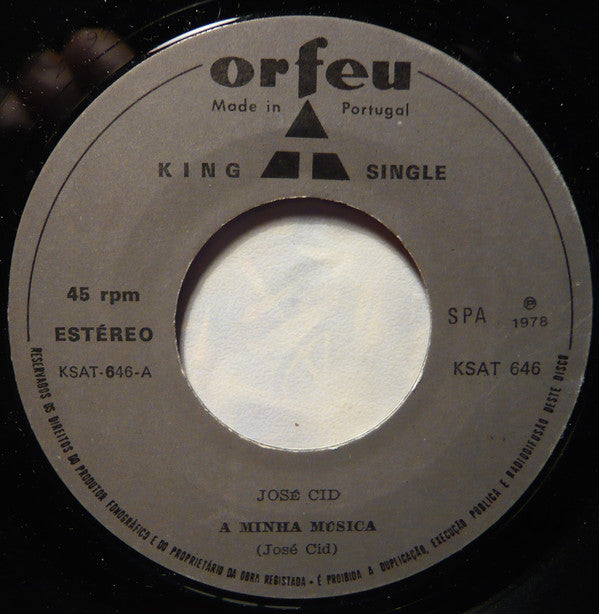 orfeu
Made in Portugal
KING SINGLE
45 rpm
ESTÉREO
KSAT-646-A
SPA ℗ 1978
KSAT 646
JOSÉ CID
A MINHA MÚSICA
(José Cid)
RESERVADOS OS DIREITOS DO PRODUTOR FONOGRÁFICO E DO PROPRIETÁRIO DA OBRA REGISTADA - É PROIBIDA A DUPLICAÇÃO, EXECUÇÃO PÚBLICA E RADIODIFUSÃO DESTE DISCO